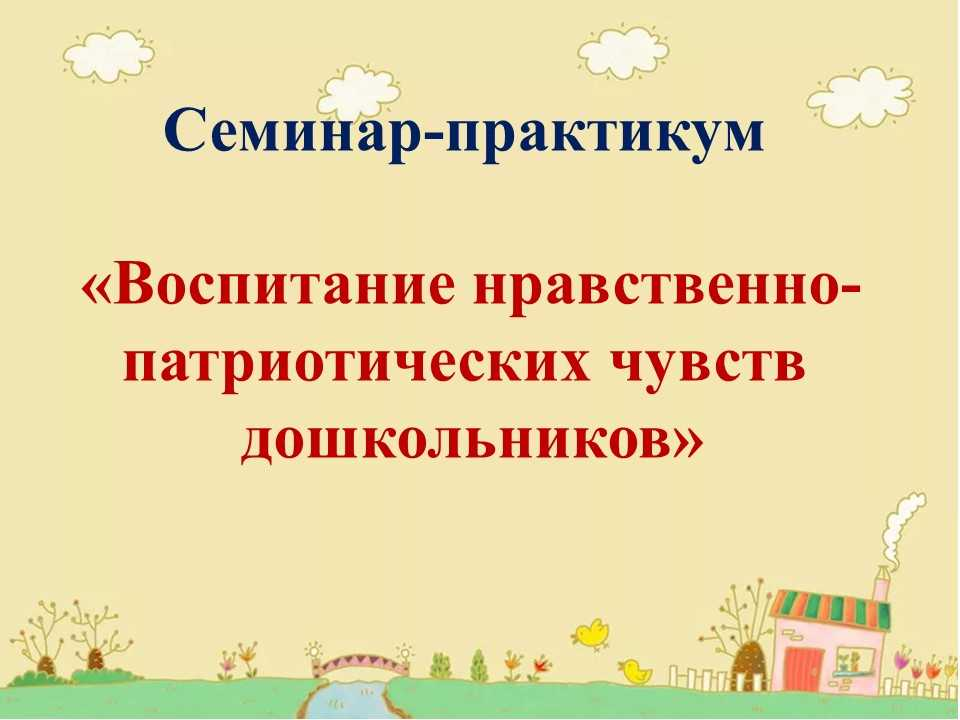 Семинар-практикум
«Воспитание нравственно-
патриотических чувств
дошкольников»